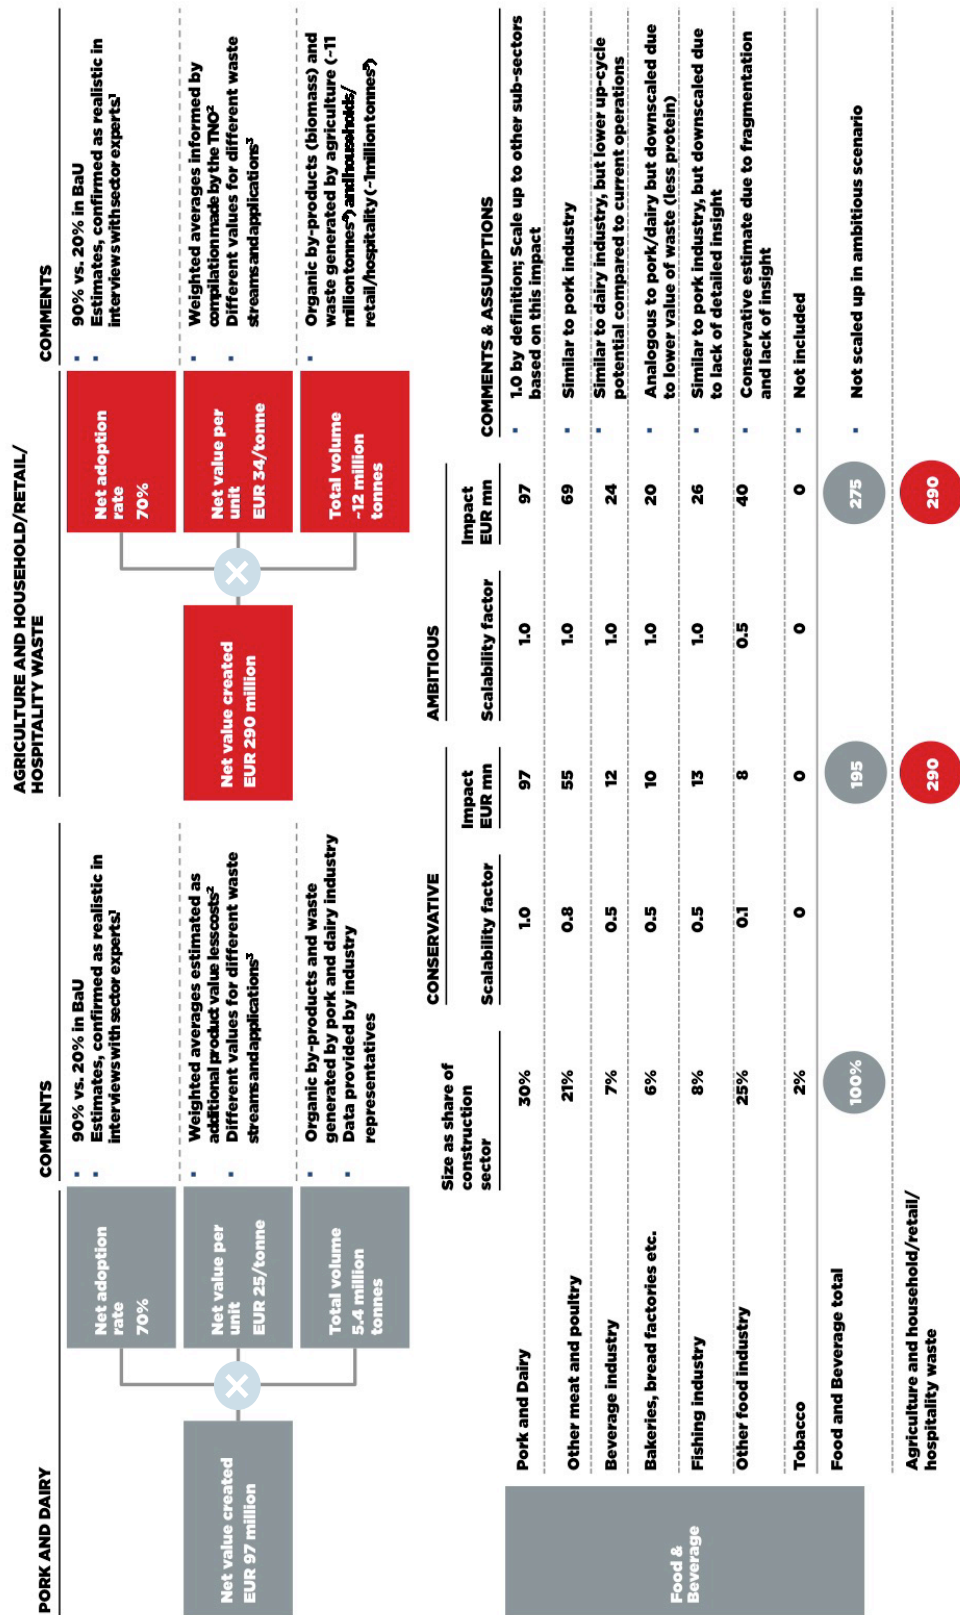 PORK AND DAIRY
COMMENTS
Net value created
EUR 97 million
Net adoption
rate
70%
▪ 90% vs. 20% in BaU
▪ Estimates, confirmed as realistic in
interviews with sector experts.¹
Net value per
unit
EUR 25/tonne
▪ Weighted averages estimated as
additional product value less costs²
▪ Different values for different waste
streams and applications³
Total volume
5.4 million
tonnes
▪ Organic by-products and waste
generated by pork and dairy industry
▪ Data provided by industry
representatives
AGRICULTURE AND HOUSEHOLD/RETAIL/
HOSPITALITY WASTE
COMMENTS
Net value created
EUR 290 million
Net adoption
rate
70%
▪ 90% vs. 20% in BaU
▪ Estimates, confirmed as realistic in
interviews with sector experts.¹
Net value per
unit
EUR 34/tonne
▪ Weighted averages informed by
compilation made by the TNO²
▪ Different values for different waste
streams and applications³
Total volume
~12 million
tonnes
▪ Organic by-products (biomass) and
waste generated by agriculture (~11
million tonnes⁴) and households/
retail/hospitality (~1 million tonnes⁵)
CONSERVATIVE
AMBITIOUS
Size as share of
construction
sector
Scalability factor
Impact
EUR mn
Scalability factor
Impact
EUR mn
COMMENTS & ASSUMPTIONS
Food &
Beverage
Pork and Dairy 30% 1.0 97 1.0 97 ▪ 1.0 by definition; Scale up to other sub-sectors
based on this impact
Other meat and poultry 21% 0.8 55 1.0 69 ▪ Similar to pork industry
Beverage industry 7% 0.5 12 1.0 24 ▪ Similar to dairy industry, but lower up-cycle
potential compared to current operations
Bakeries, bread factories etc. 6% 0.5 10 1.0 20 ▪ Analogous to pork/dairy but downscaled due
to lower value of waste (less protein)
Fishing industry 8% 0.5 13 1.0 26 ▪ Similar to pork industry, but downscaled due
to lack of detailed insight
Other food industry 25% 0.1 8 0.5 40 ▪ Conservative estimate due to fragmentation
and lack of insight
Tobacco 2% 0 0 0 0 ▪ Not included
Food and Beverage total 100% 195 275 ▪ Not scaled up in ambitious scenario
Agriculture and household/retail/
hospitality waste 290 290